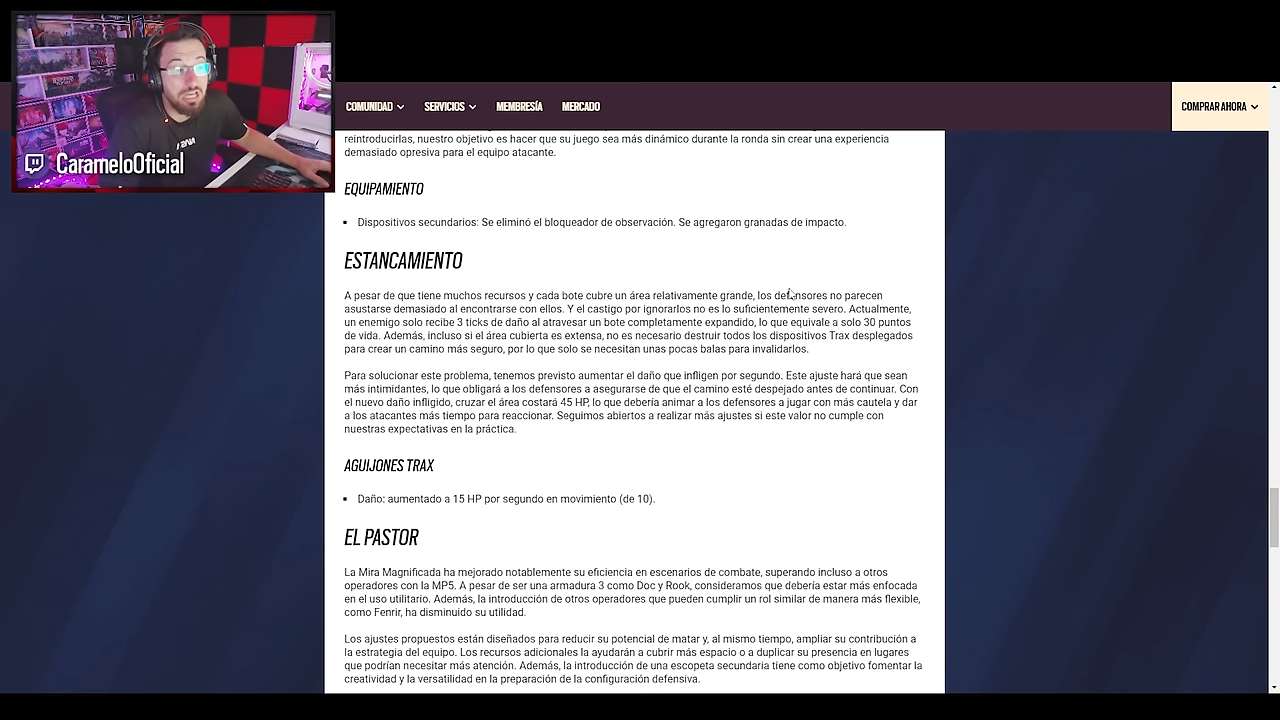 CarameloOficial
COMUNIDAD
SERVICIOS
MEMBRESÍA
MERCADO
COMPRAR AHORA
reintroducirlas, nuestro objetivo es hacer que su juego sea más dinámico durante la ronda sin crear una experiencia
demasiado opresiva para el equipo atacante.
EQUIPAMIENTO
Dispositivos secundarios: Se eliminó el bloqueador de observación. Se agregaron granadas de impacto.
ESTANCAMIENTO
A pesar de que tiene muchos recursos y cada bote cubre un área relativamente grande, los defensores no parecen
asustarse demasiado al encontrarse con ellos. Y el castigo por ignorarlos no es lo suficientemente severo. Actualmente,
un enemigo solo recibe 3 ticks de daño al atravesar un bote completamente expandido, lo que equivale a solo 30 puntos
de vida. Además, incluso si el área cubierta es extensa, no es necesario destruir todos los dispositivos Trax desplegados
para crear un camino más seguro, por lo que solo se necesitan unas pocas balas para invalidarlos.
Para solucionar este problema, tenemos previsto aumentar el daño que infligen por segundo. Este ajuste hará que sean
más intimidantes, lo que obligará a los defensores a asegurarse de que el camino esté despejado antes de continuar. Con
el nuevo daño infligido, cruzar el área costará 45 HP, lo que debería animar a los defensores a jugar con más cautela y dar
a los atacantes más tiempo para reaccionar. Seguimos abiertos a realizar más ajustes si este valor no cumple con
nuestras expectativas en la práctica.
AGUIJONES TRAX
Daño: aumentado a 15 HP por segundo en movimiento (de 10).
EL PASTOR
La Mira Magnificada ha mejorado notablemente su eficiencia en escenarios de combate, superando incluso a otros
operadores con la MP5. A pesar de ser una armadura 3 como Doc y Rook, consideramos que debería estar más enfocada
en el uso utilitario. Además, la introducción de otros operadores que pueden cumplir un rol similar de manera más flexible,
como Fenrir, ha disminuido su utilidad.
Los ajustes propuestos están diseñados para reducir su potencial de matar y, al mismo tiempo, ampliar su contribución a
la estrategia del equipo. Los recursos adicionales la ayudarán a cubrir más espacio o a duplicar su presencia en lugares
que podrían necesitar más atención. Además, la introducción de una escopeta secundaria tiene como objetivo fomentar la
creatividad y la versatilidad en la preparación de la configuración defensiva.